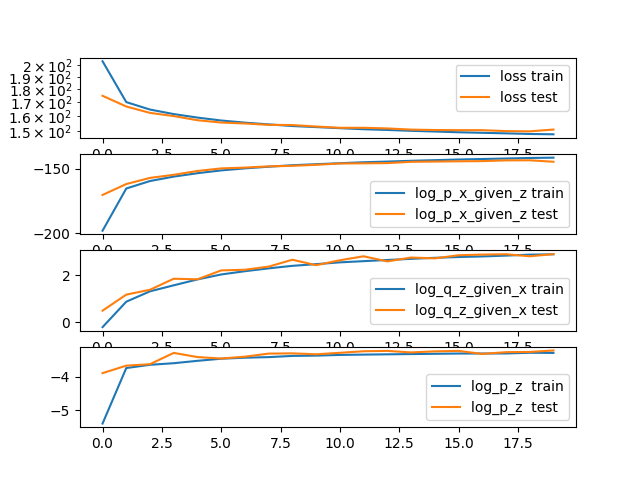 2 × 10²
1.9 × 10²
1.8 × 10²
1.7 × 10²
1.6 × 10²
1.5 × 10²
loss train
loss test
0.0 2.5 5.0 7.5 10.0 12.5 15.0 17.5
−150
−200
log_p_x_given_z train
log_p_x_given_z test
0.0 2.5 5.0 7.5 10.0 12.5 15.0 17.5
2
0
log_q_z_given_x train
log_q_z_given_x test
0.0 2.5 5.0 7.5 10.0 12.5 15.0 17.5
−4
−5
log_p_z train
log_p_z test
0.0 2.5 5.0 7.5 10.0 12.5 15.0 17.5